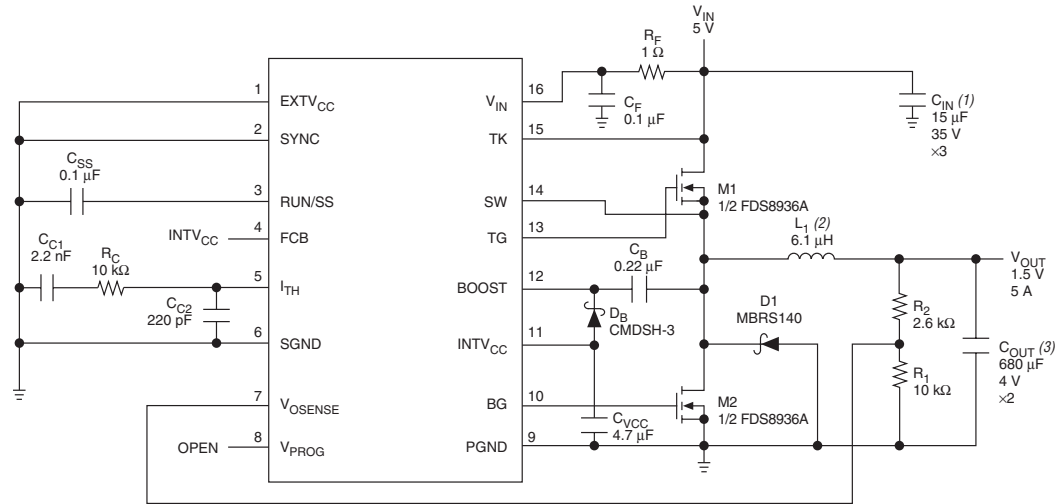 V_IN
5 V
R_F
1 Ω
C_F
0.1 µF
C_IN (1)
15 µF
35 V
×3
1
EXTV_CC
2
SYNC
C_SS
0.1 µF
3
RUN/SS
INTV_CC
4
FCB
C_C1
2.2 nF
R_C
10 kΩ
5
I_TH
C_C2
220 pF
6
SGND
7
V_OSENSE
OPEN
8
V_PROG
V_IN
16
TK
15
SW
14
TG
13
BOOST
12
INTV_CC
11
BG
10
PGND
9
M1
1/2 FDS8936A
C_B
0.22 µF
D_B
CMDSH-3
L_1 (2)
6.1 µH
V_OUT
1.5 V
5 A
D1
MBRS140
R_2
2.6 kΩ
R_1
10 kΩ
C_OUT (3)
680 µF
4 V
×2
M2
1/2 FDS8936A
C_VCC
4.7 µF